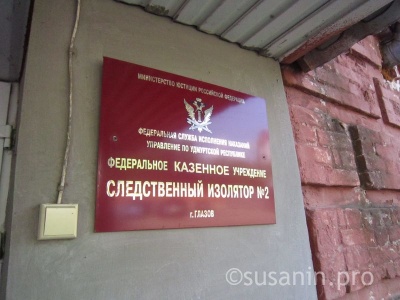 МИНИСТЕРСТВО ЮСТИЦИИ РОССИЙСКОЙ ФЕДЕРАЦИИ
ФЕДЕРАЛЬНАЯ СЛУЖБА ИСПОЛНЕНИЯ НАКАЗАНИЙ
УПРАВЛЕНИЕ ПО УДМУРТСКОЙ РЕСПУБЛИКЕ
ФЕДЕРАЛЬНОЕ КАЗЕННОЕ УЧРЕЖДЕНИЕ
СЛЕДСТВЕННЫЙ ИЗОЛЯТОР №2
г. ГЛАЗОВ
©susanin.pro